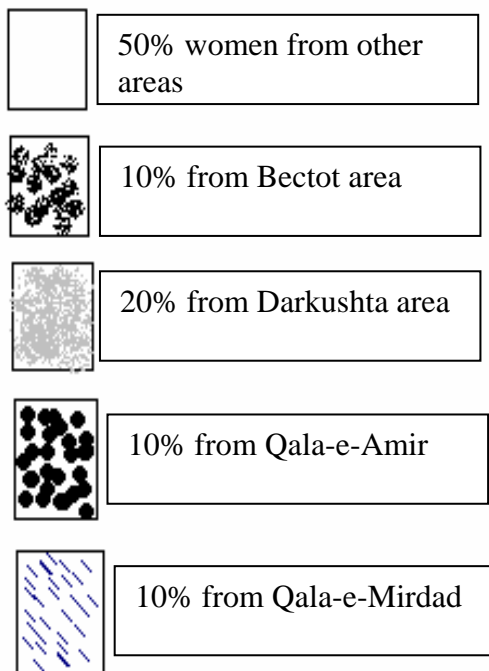 50% women from other
areas
10% from Bectot area
20% from Darkushta area
10% from Qala-e-Amir
10% from Qala-e-Mirdad